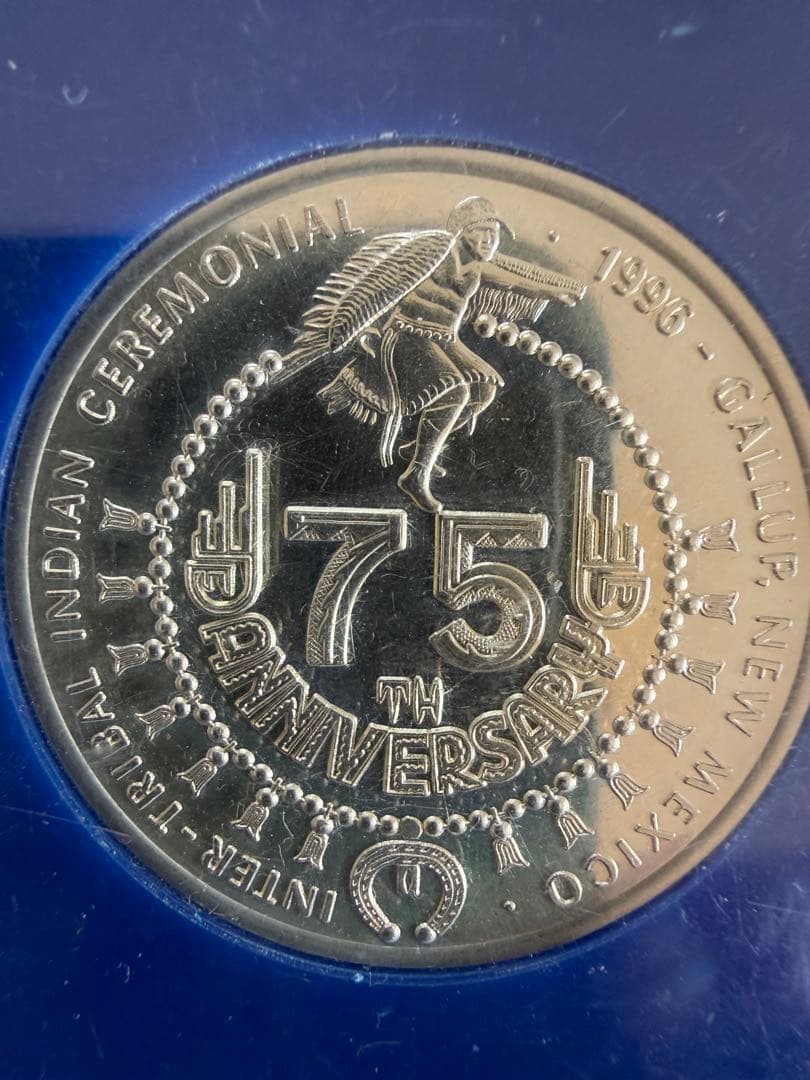 INTER-TRIBAL INDIAN CEREMONIAL · 1996 - GALLUP, NEW MEXICO ·
75
TH
ANNIVERSARY